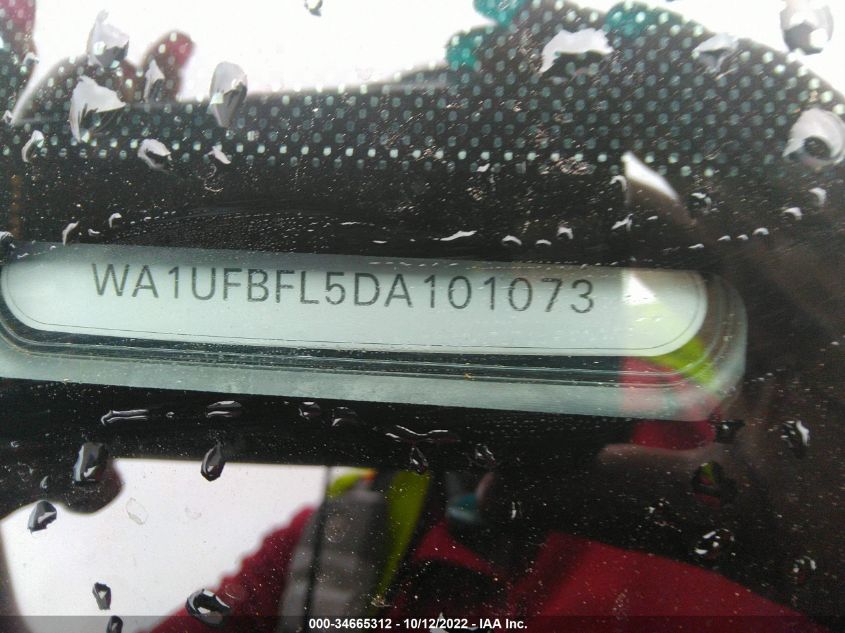 WA1UFBFL5DA101073
000-34665312 - 10/12/2022 - IAA Inc.